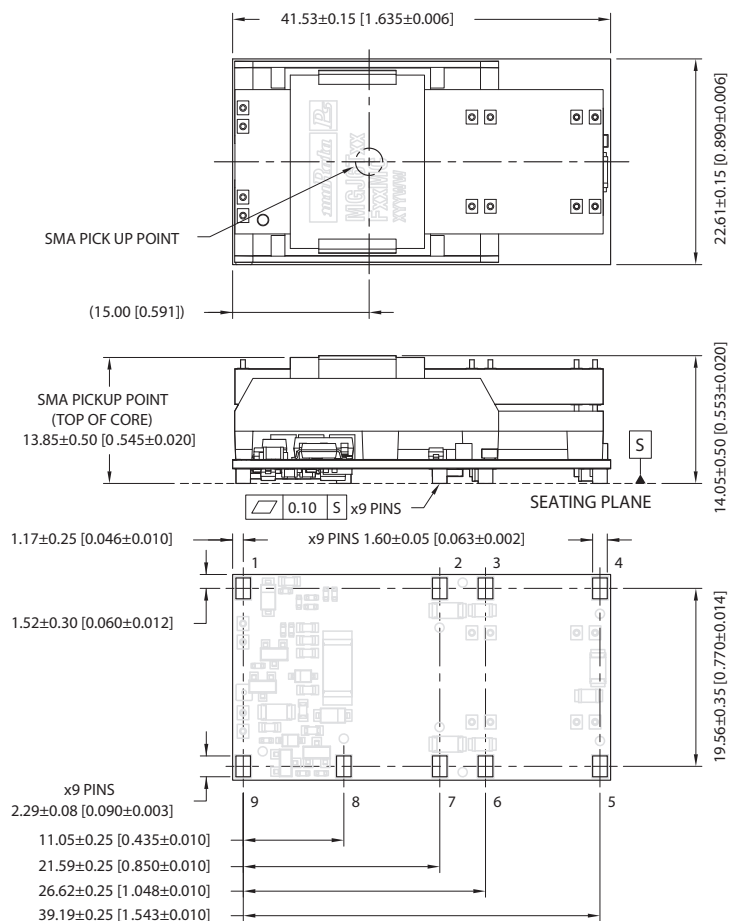 41.53±0.15 [1.635±0.006]
22.61±0.15 [0.890±0.006]
muRata Ps
MGJ
FXXM
XYYWW
SMA PICK UP POINT
(15.00 [0.591])
SMA PICKUP POINT
(TOP OF CORE)
13.85±0.50 [0.545±0.020]
14.05±0.50 [0.553±0.020]
S
0.10 S x9 PINS
SEATING PLANE
1.17±0.25 [0.046±0.010]
x9 PINS 1.60±0.05 [0.063±0.002]
1 2 3 4
1.52±0.30 [0.060±0.012]
19.56±0.35 [0.770±0.014]
x9 PINS
2.29±0.08 [0.090±0.003]
9 8 7 6 5
11.05±0.25 [0.435±0.010]
21.59±0.25 [0.850±0.010]
26.62±0.25 [1.048±0.010]
39.19±0.25 [1.543±0.010]